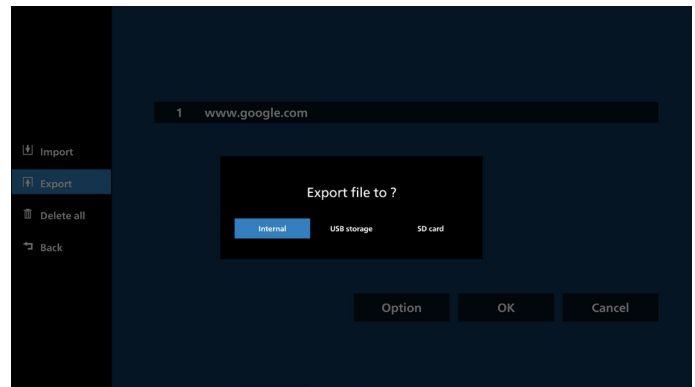 1 www.google.com
Import
Export
Delete all
Back
Export file to ?
Internal USB storage SD card
Option OK Cancel